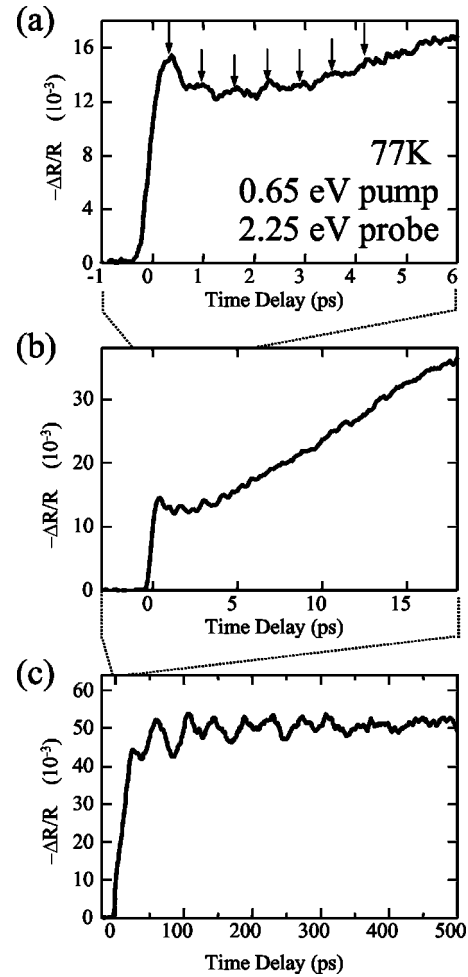 (a)
16
12
8
4
0
−ΔR/R (10⁻³)
77K
0.65 eV pump
2.25 eV probe
-1 0 1 2 3 4 5 6
Time Delay (ps)
(b)
30
20
10
0
−ΔR/R (10⁻³)
0 5 10 15
Time Delay (ps)
(c)
60
50
40
30
20
10
0
−ΔR/R (10⁻³)
0 100 200 300 400 500
Time Delay (ps)